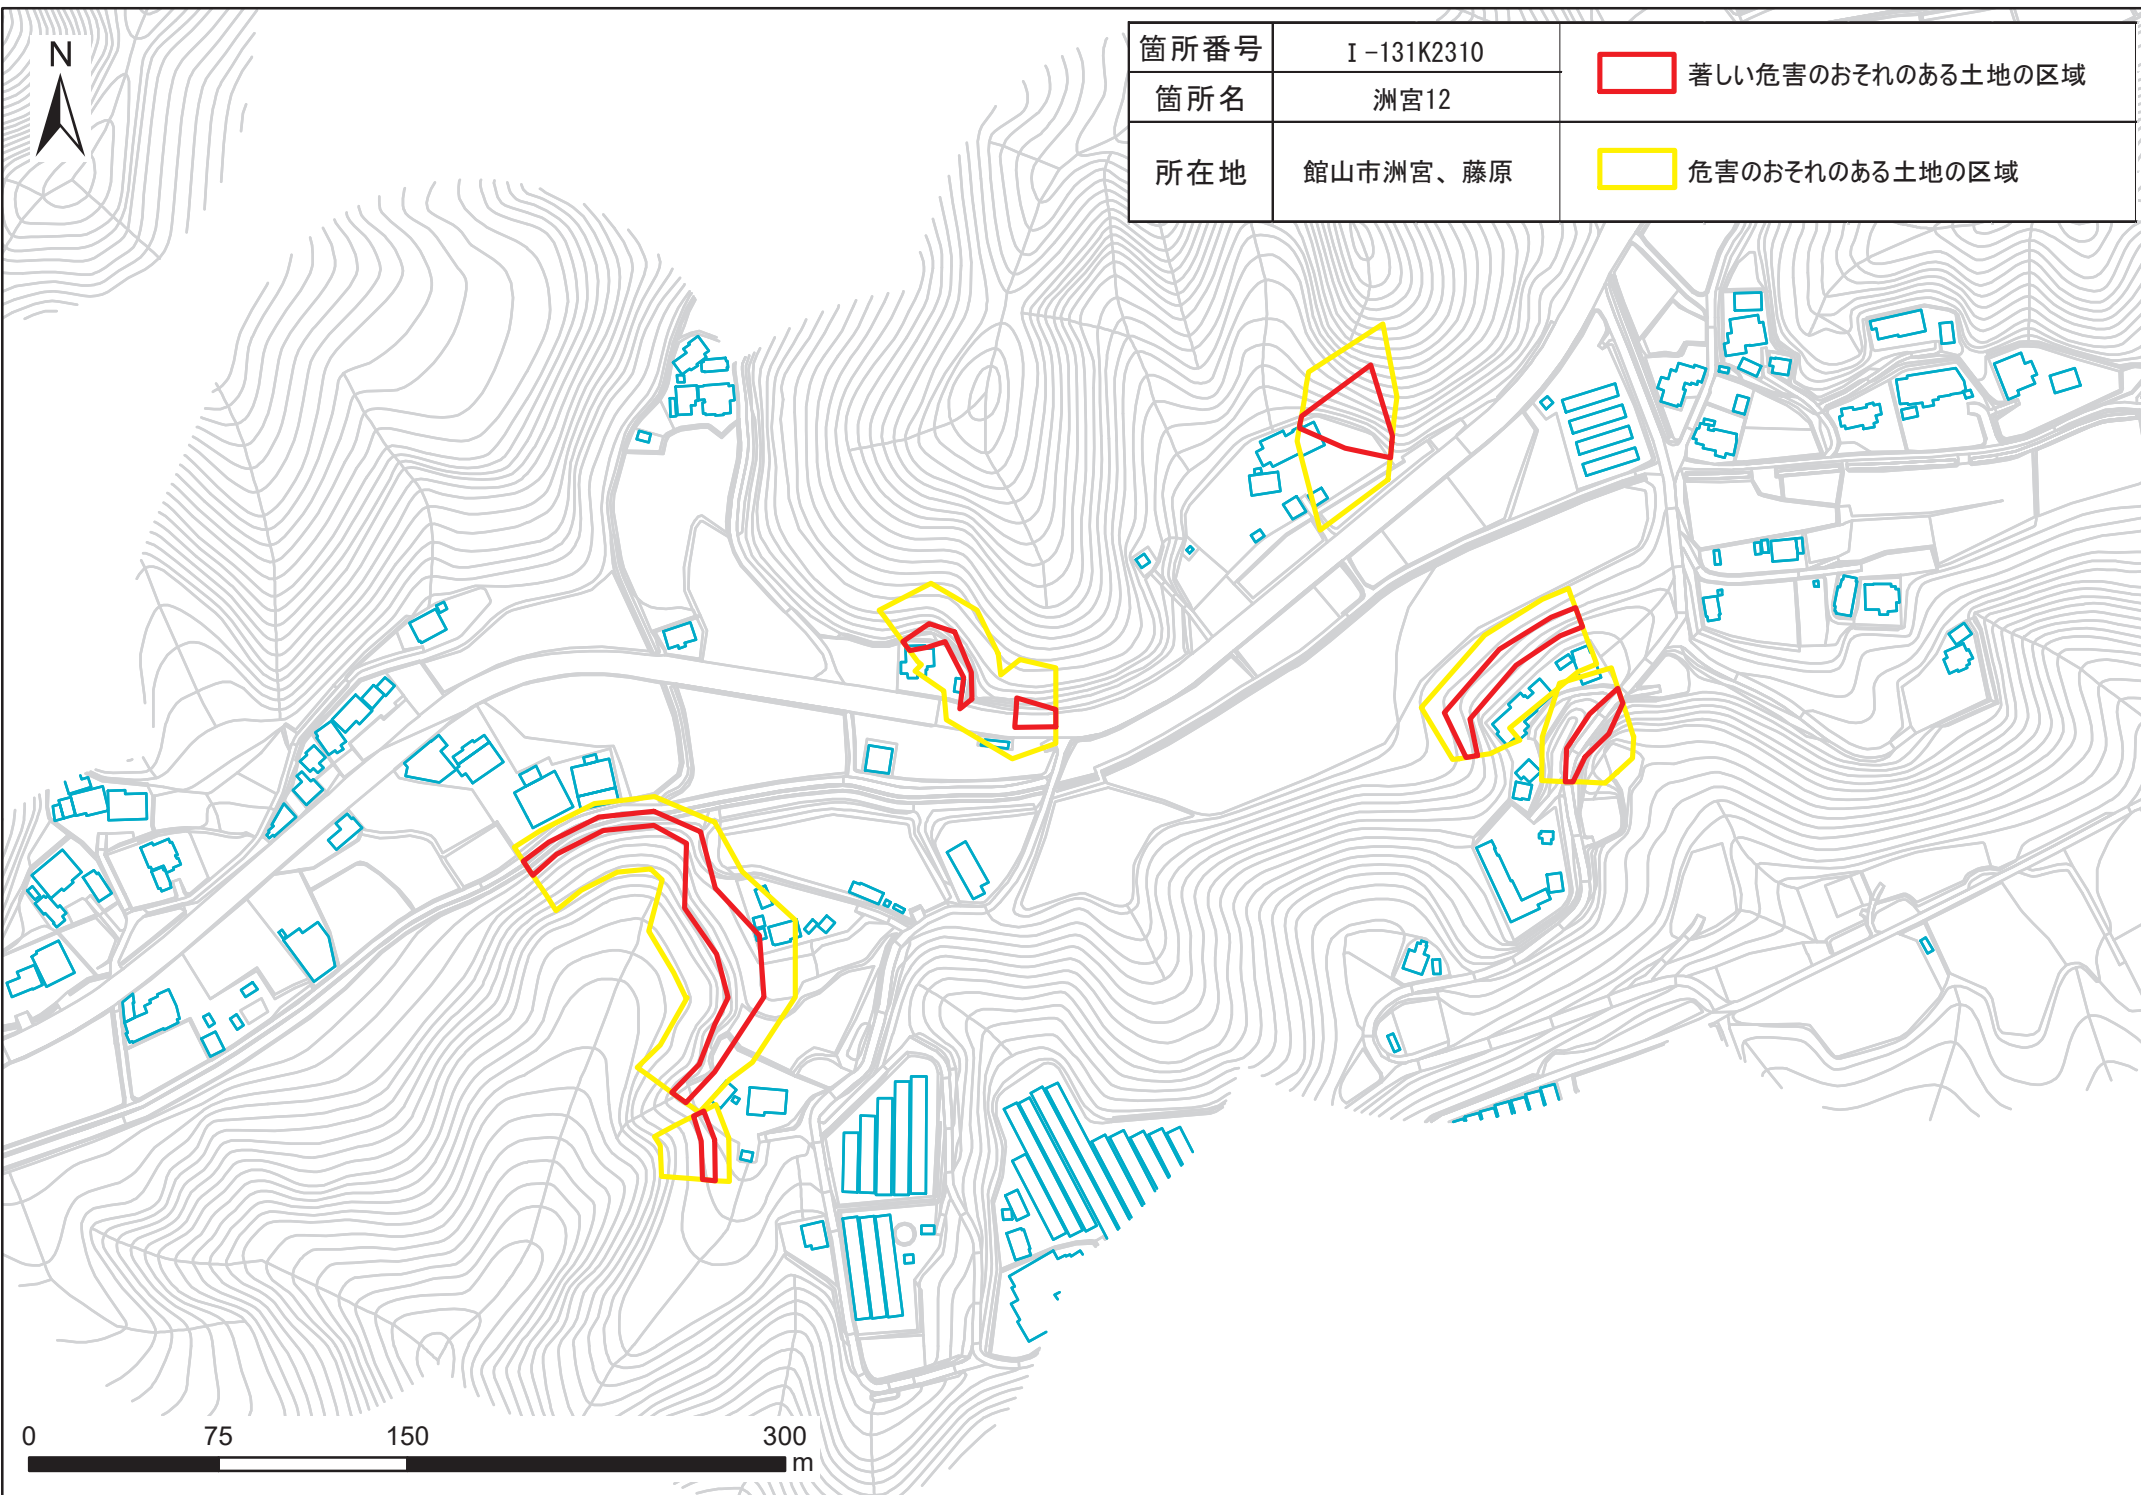 N
箇所番号 Ⅰ-131K2310
著しい危害のおそれのある土地の区域
箇所名 洲宮12
所在地 館山市洲宮、藤原
危害のおそれのある土地の区域
0 75 150 300
m